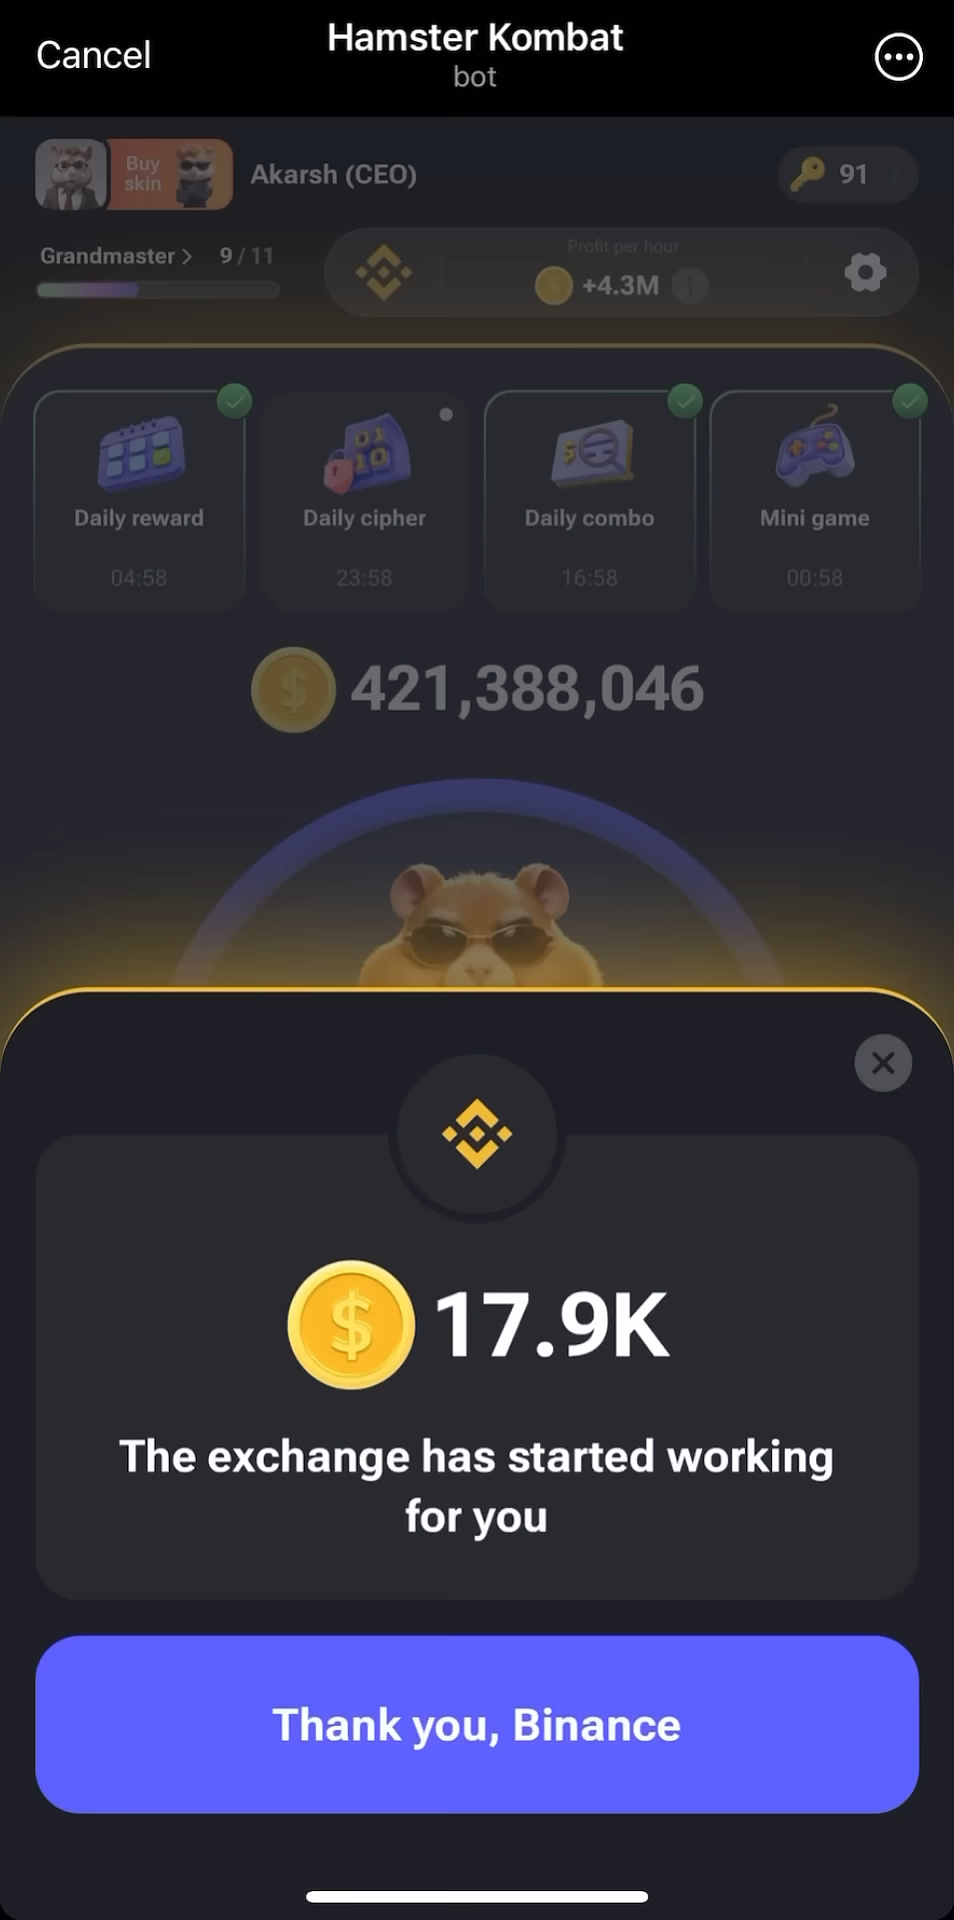 Cancel
Hamster Kombat
bot
Buy
skin
Akarsh (CEO)
91
Grandmaster > 9 / 11
Profit per hour
+4.3M
Daily reward
04:58
Daily cipher
23:58
Daily combo
16:58
Mini game
00:58
421,388,046
17.9K
The exchange has started working
for you
Thank you, Binance